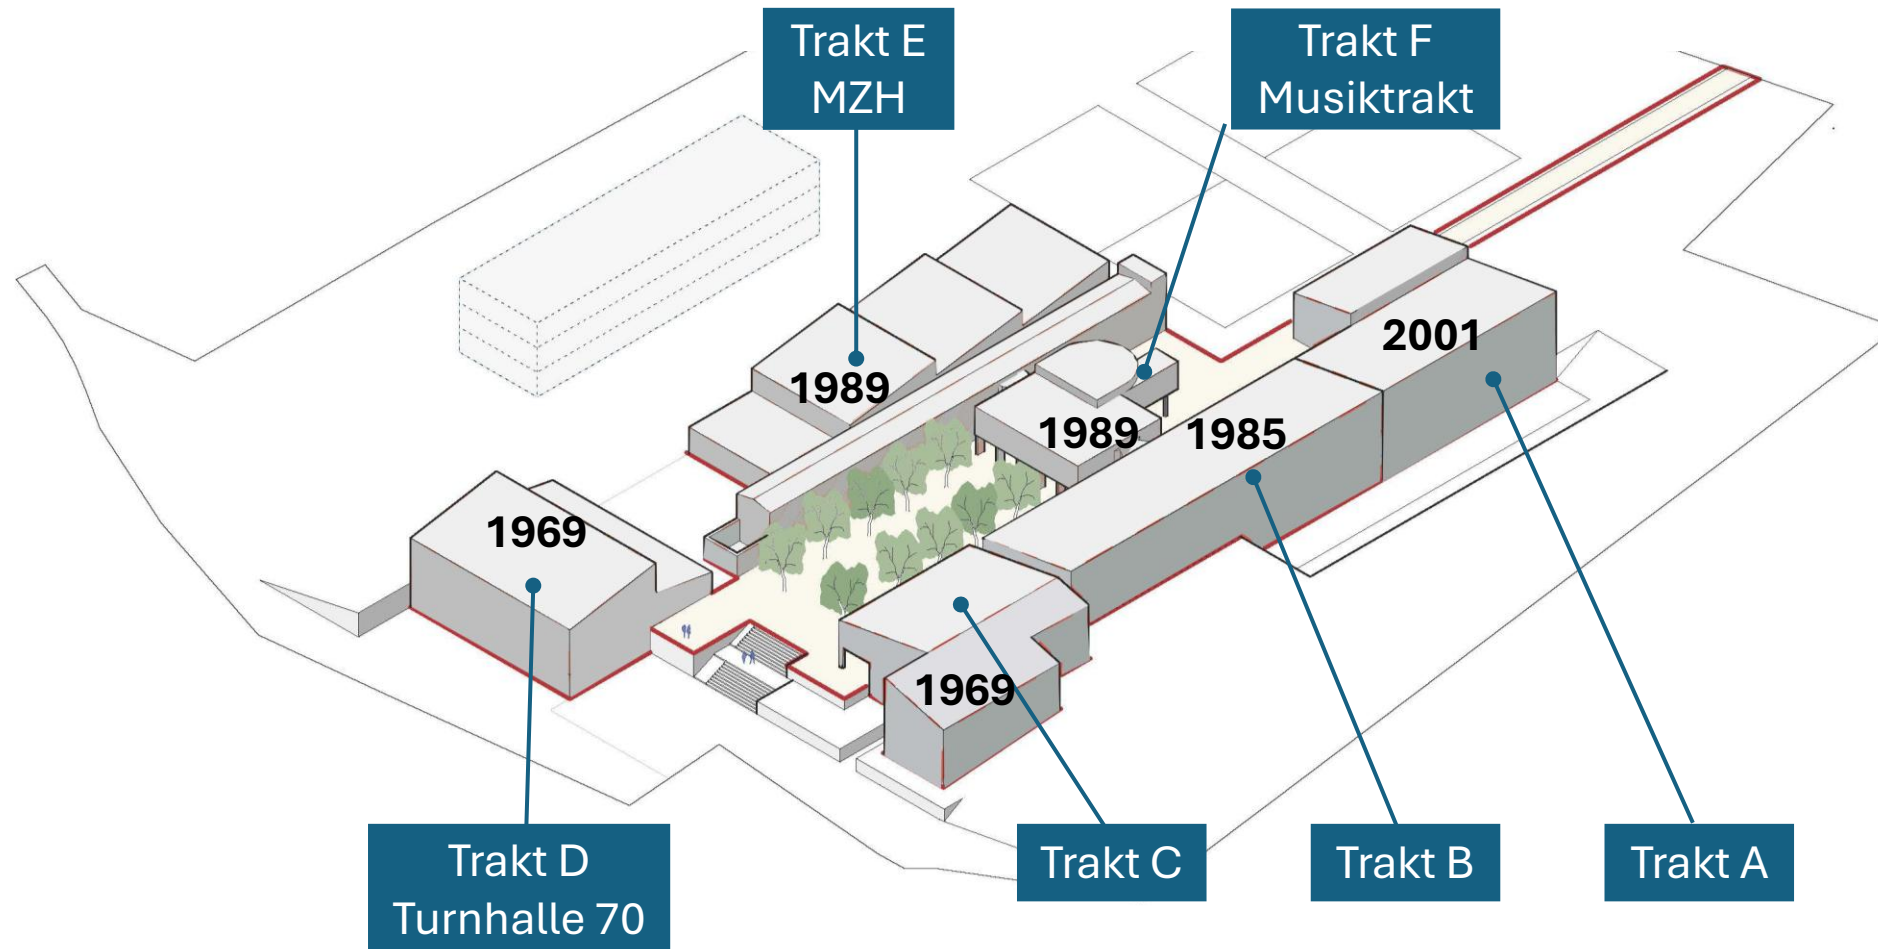 Trakt E
MZH
Trakt F
Musiktrakt
2001
1989
1989
1985
1969
1969
Trakt D
Turnhalle 70
Trakt C
Trakt B
Trakt A